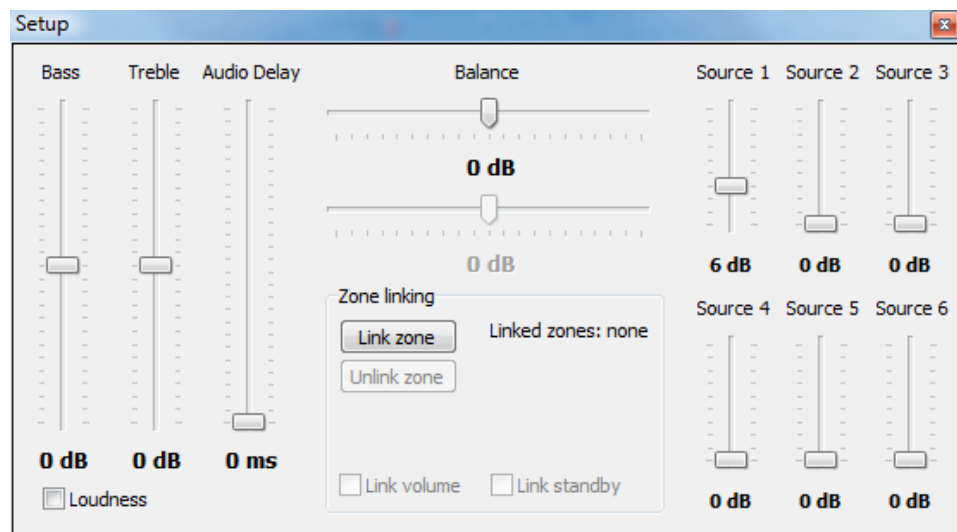 Setup
Bass Treble Audio Delay Balance Source 1 Source 2 Source 3
0 dB
0 dB
6 dB 0 dB 0 dB
Zone linking
Link zone Linked zones: none
Unlink zone
Source 4 Source 5 Source 6
0 dB 0 dB 0 ms
Loudness
Link volume Link standby
0 dB 0 dB 0 dB